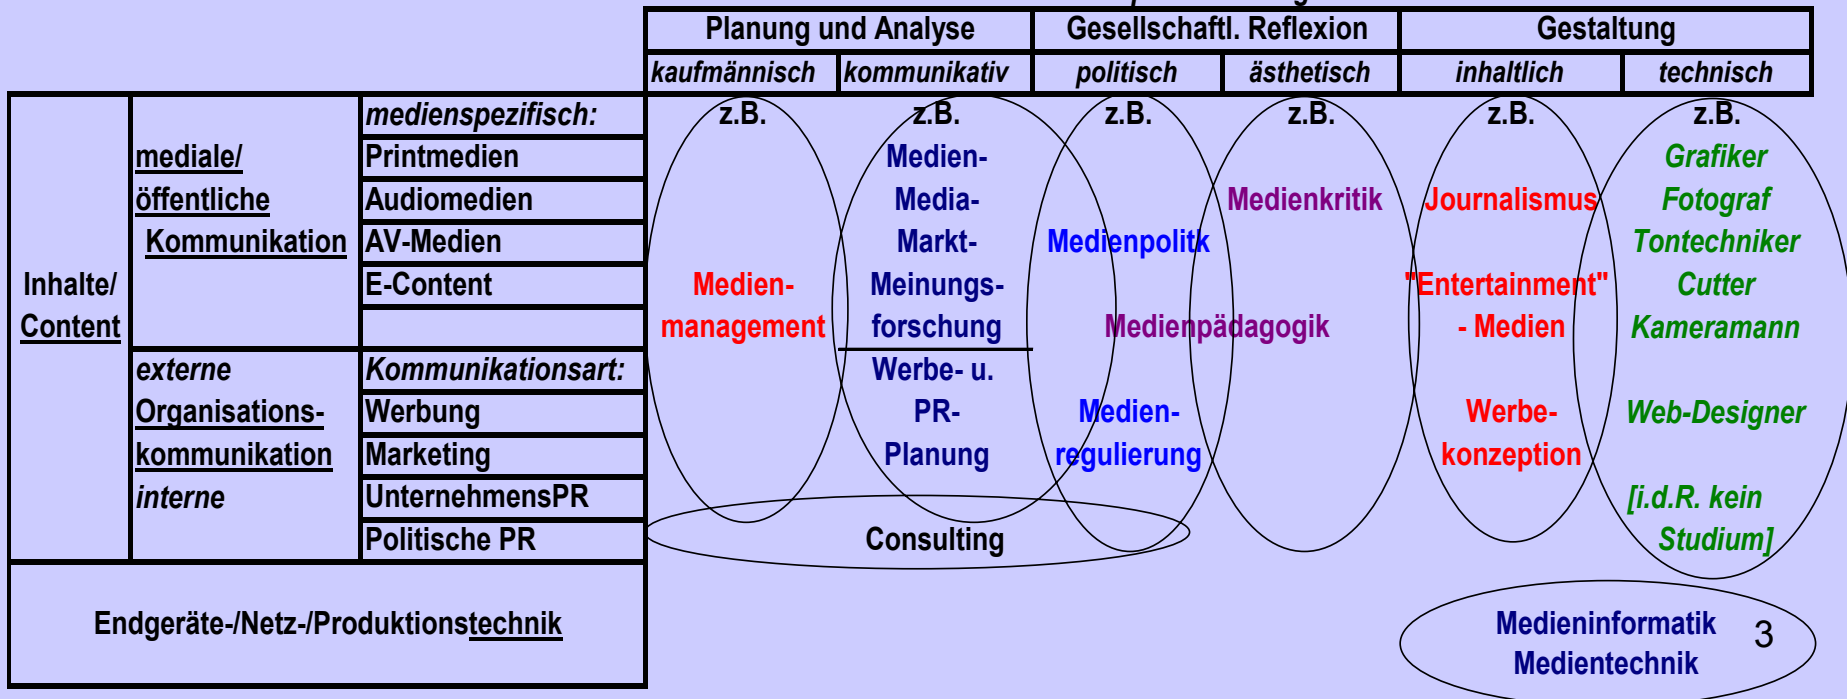 Planung und Analyse Gesellschaftl. Reflexion Gestaltung
kaufmännisch kommunikativ politisch ästhetisch inhaltlich technisch
medienspezifisch: z.B. z.B. z.B. z.B. z.B. z.B.
mediale/ Printmedien Medien- Grafiker
öffentliche Audiomedien Media- Medienkritik Journalismus Fotograf
Kommunikation AV-Medien Markt- Medienpolitk Tontechniker
Inhalte/ E-Content Medien- Meinungs- "Entertainment" Cutter
Content management forschung Medienpädagogik - Medien Kameramann
externe Kommunikationsart: Werbe- u.
Organisations- Werbung PR- Medien- Werbe- Web-Designer
kommunikation Marketing Planung regulierung konzeption
interne UnternehmensPR [i.d.R. kein
Politische PR Consulting Studium]
Endgeräte-/Netz-/Produktionstechnik Medieninformatik 3
Medientechnik